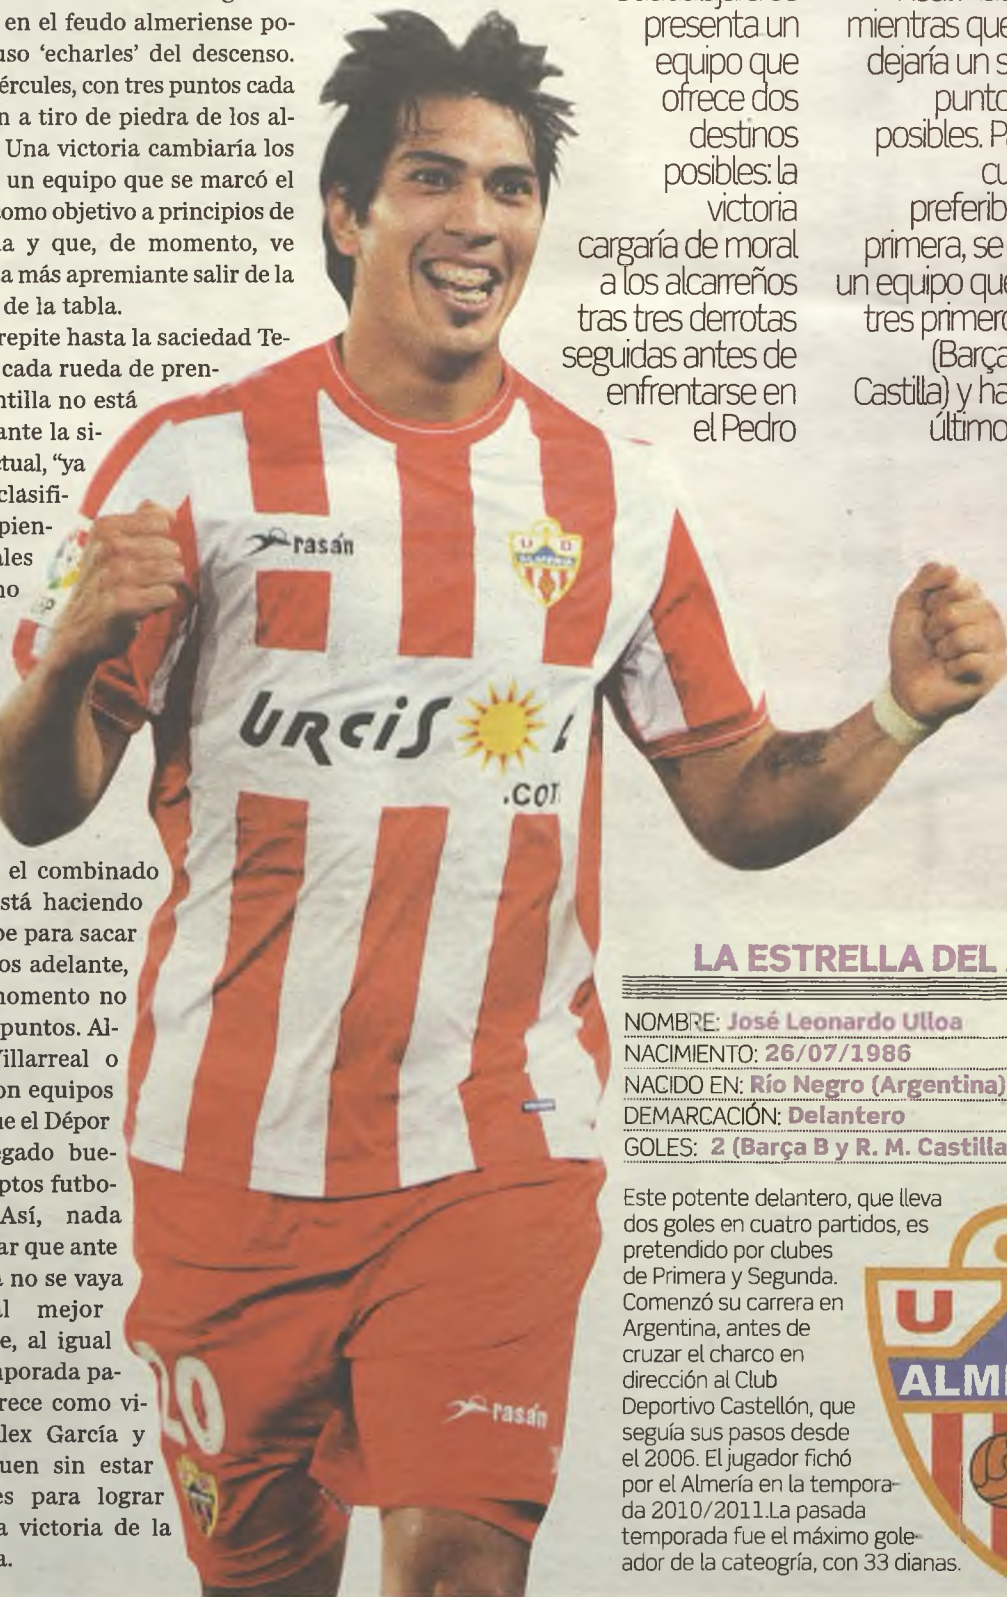 en el feudo almeriense po-
uso ‘echarles’ del descenso.
ércules, con tres puntos cada
n a tiro de piedra de los al-
Una victoria cambiaría los
un equipo que se marcó el
como objetivo a principios de
a y que, de momento, ve
a más apremiante salir de la
de la tabla.
repite hasta la saciedad Te-
cada rueda de pren-
ntilla no está
ante la si-
tual, “ya
clasifi-
pien-
ales
no
el combinado
stá haciendo
pe para sacar
os adelante,
momento no
puntos. Al-
Villarreal o
on equipos
ue el Dépor
egado bue-
ptos futbo-
Así, nada
ar que ante
a no se vaya
al mejor
e, al igual
mporada pa-
rece como vi-
lex García y
uen sin estar
es para lograr
a victoria de la
a.
presenta un
equipo que
ofrece dos
destinos
posibles: la
victoria
cargaría de moral
a los alcarreños
tras tres derrotas
seguidas antes de
enfrentarse en
el Pedro
mientras que
dejaría un s
punto
posibles. P
cu
preferib
primera, se
un equipo que
tres primero
(Barça
Castilla) y ha
último
rasán
U D
ALMERÍA
URCIS
.COM
20
rasán
LA ESTRELLA DEL
NOMBRE: José Leonardo Ulloa
NACIMIENTO: 26/07/1986
NACIDO EN: Río Negro (Argentina)
DEMARCACIÓN: Delantero
GOLES: 2 (Barça B y R. M. Castilla
Este potente delantero, que lleva
dos goles en cuatro partidos, es
pretendido por clubes
de Primera y Segunda.
Comenzó su carrera en
Argentina, antes de
cruzar el charco en
dirección al Club
Deportivo Castellón, que
seguía sus pasos desde
el 2006. El jugador fichó
por el Almería en la tempora-
da 2010/2011.La pasada
temporada fue el máximo gole-
ador de la cateogría, con 33 dianas.
U
ALME